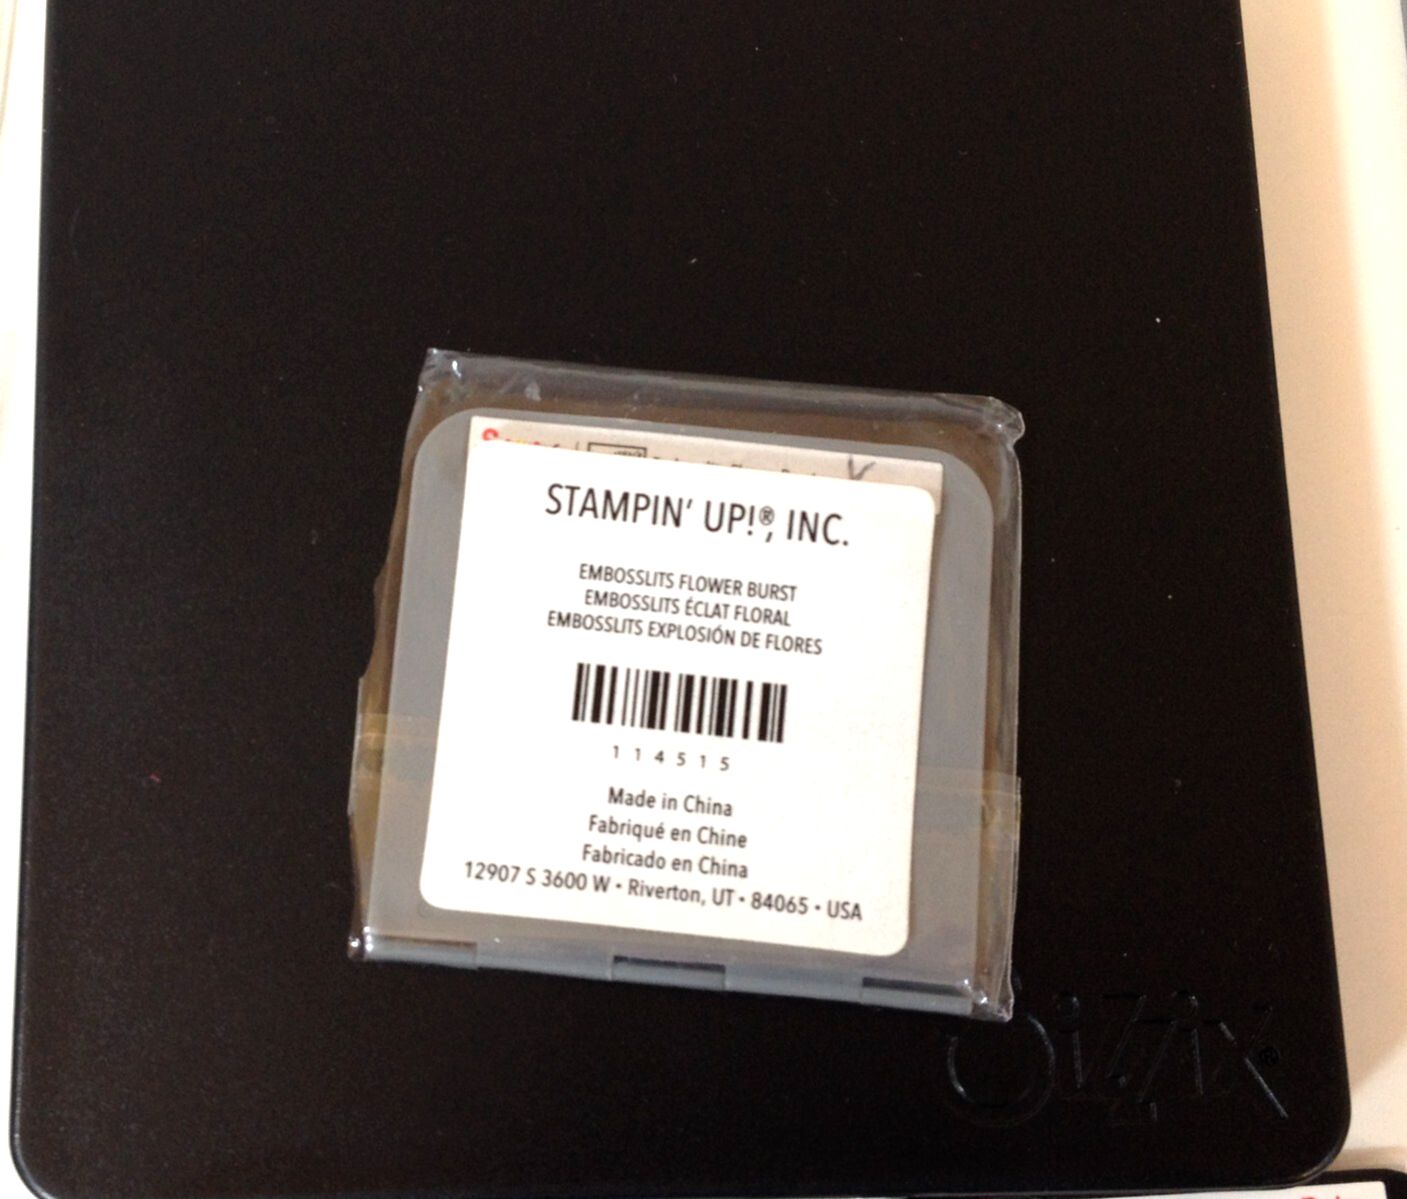 STAMPIN' UP!®, INC.
EMBOSSLITS FLOWER BURST
EMBOSSLITS ÉCLAT FLORAL
EMBOSSLITS EXPLOSIÓN DE FLORES
114515
Made in China
Fabriqué en Chine
Fabricado en China
12907 S 3600 W • Riverton, UT • 84065 • USA
Sizzix®